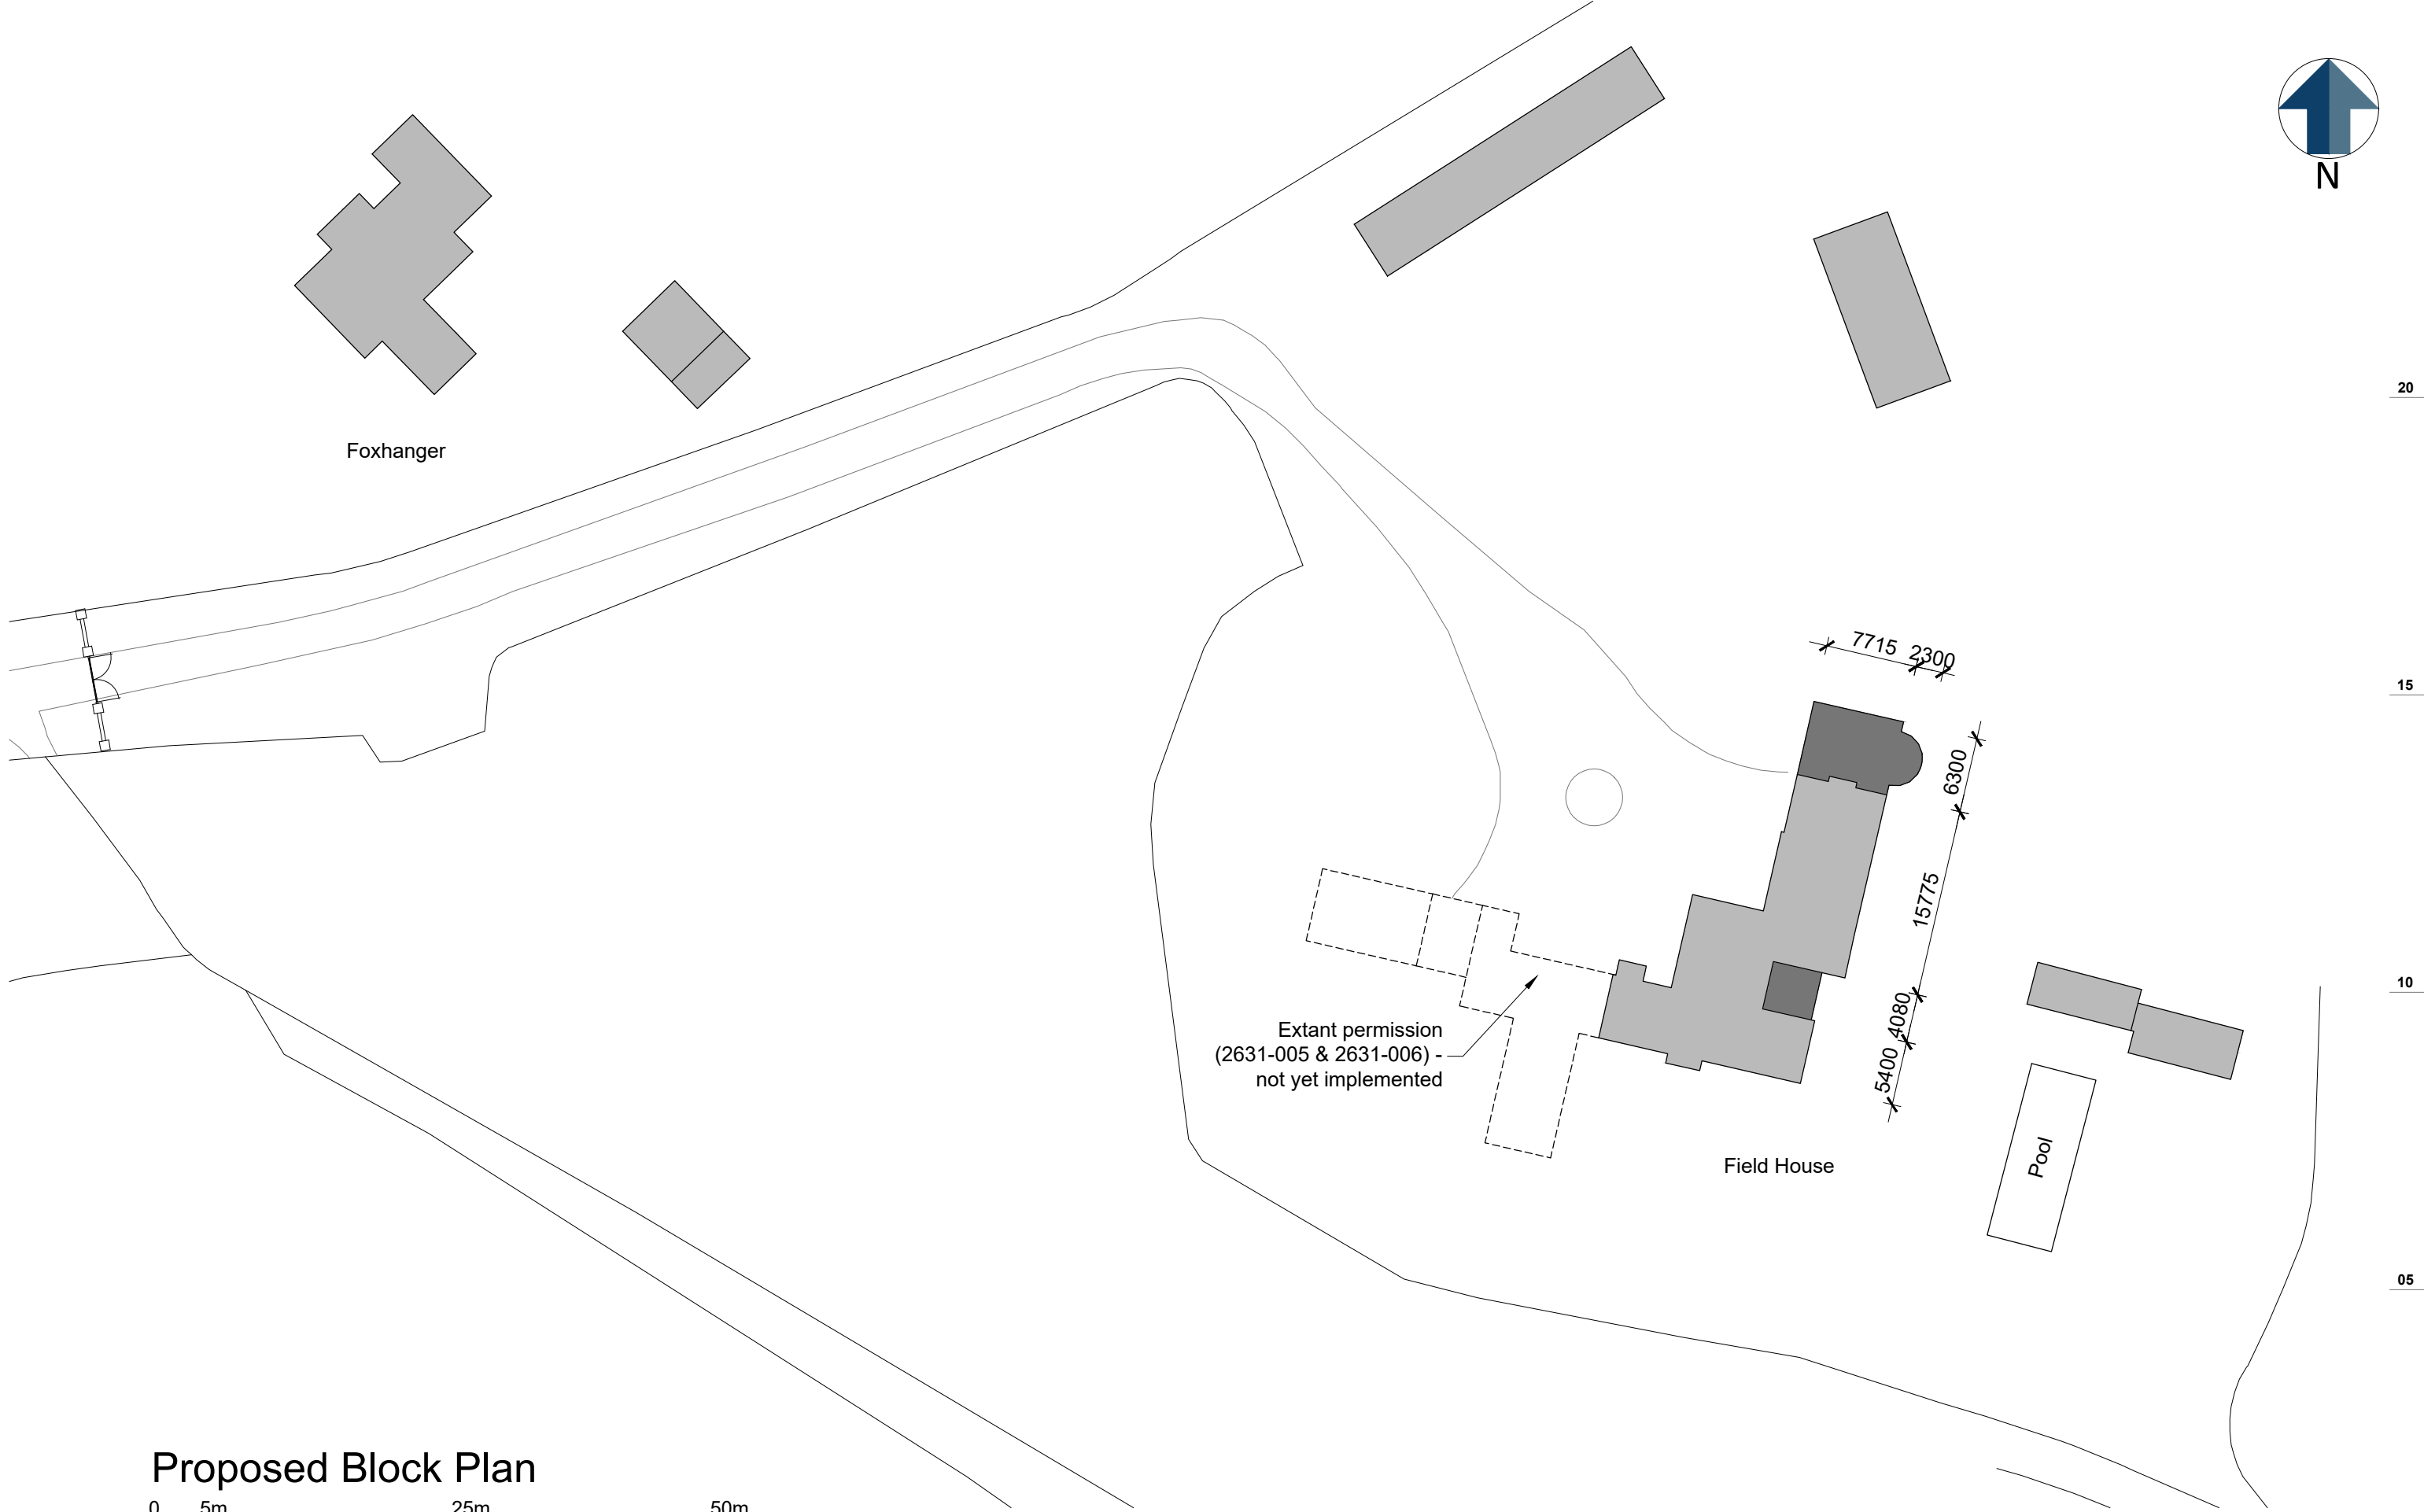 N
20
Foxhanger
7715
2300
15
6300
15775
10
4080
Extant permission
(2631-005 & 2631-006) -
not yet implemented
5400
Pool
Field House
05
Proposed Block Plan
0 5m 25m 50m